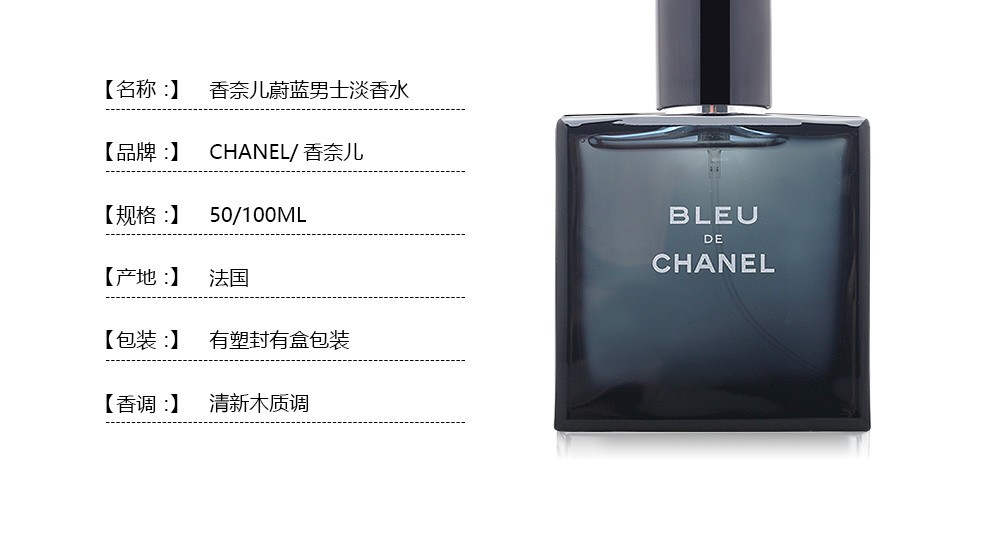 【名称 :】 香奈儿蔚蓝男士淡香水
【品牌 :】 CHANEL/ 香奈儿
【规格 :】 50/100ML
【产地 :】 法国
【包装 :】 有塑封有盒包装
【香调 :】 清新木质调
BLEU
DE
CHANEL